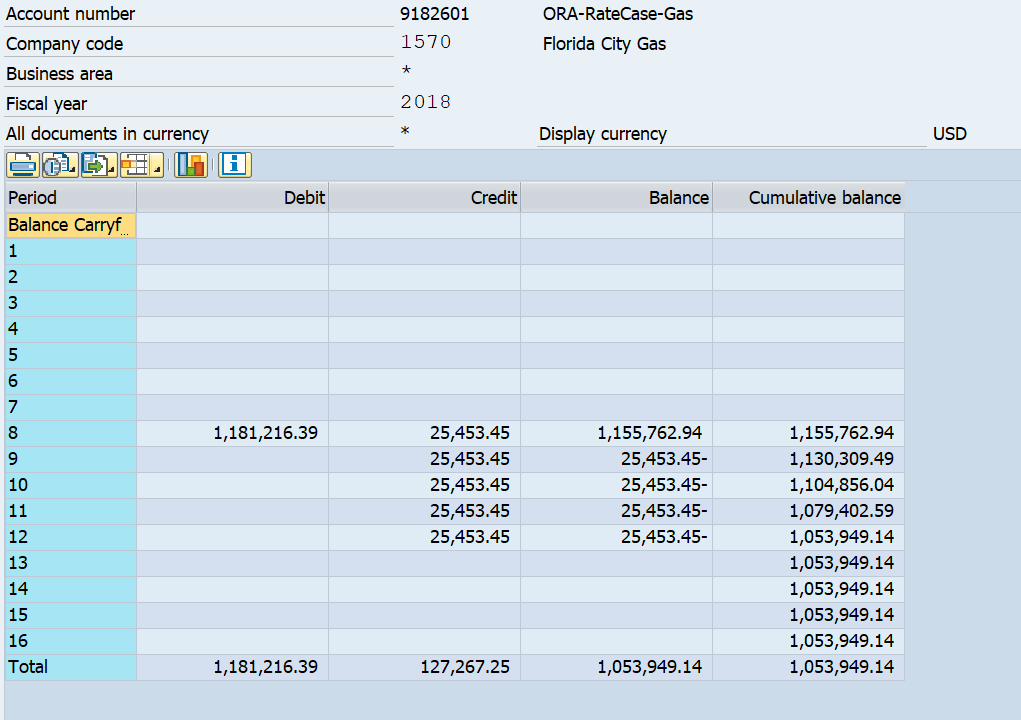 Account number 9182601 ORA-RateCase-Gas
Company code 1570 Florida City Gas
Business area *
Fiscal year 2018
All documents in currency * Display currency USD
Period Debit Credit Balance Cumulative balance
Balance Carryf...
1
2
3
4
5
6
7
8 1,181,216.39 25,453.45 1,155,762.94 1,155,762.94
9 25,453.45 25,453.45- 1,130,309.49
10 25,453.45 25,453.45- 1,104,856.04
11 25,453.45 25,453.45- 1,079,402.59
12 25,453.45 25,453.45- 1,053,949.14
13 1,053,949.14
14 1,053,949.14
15 1,053,949.14
16 1,053,949.14
Total 1,181,216.39 127,267.25 1,053,949.14 1,053,949.14